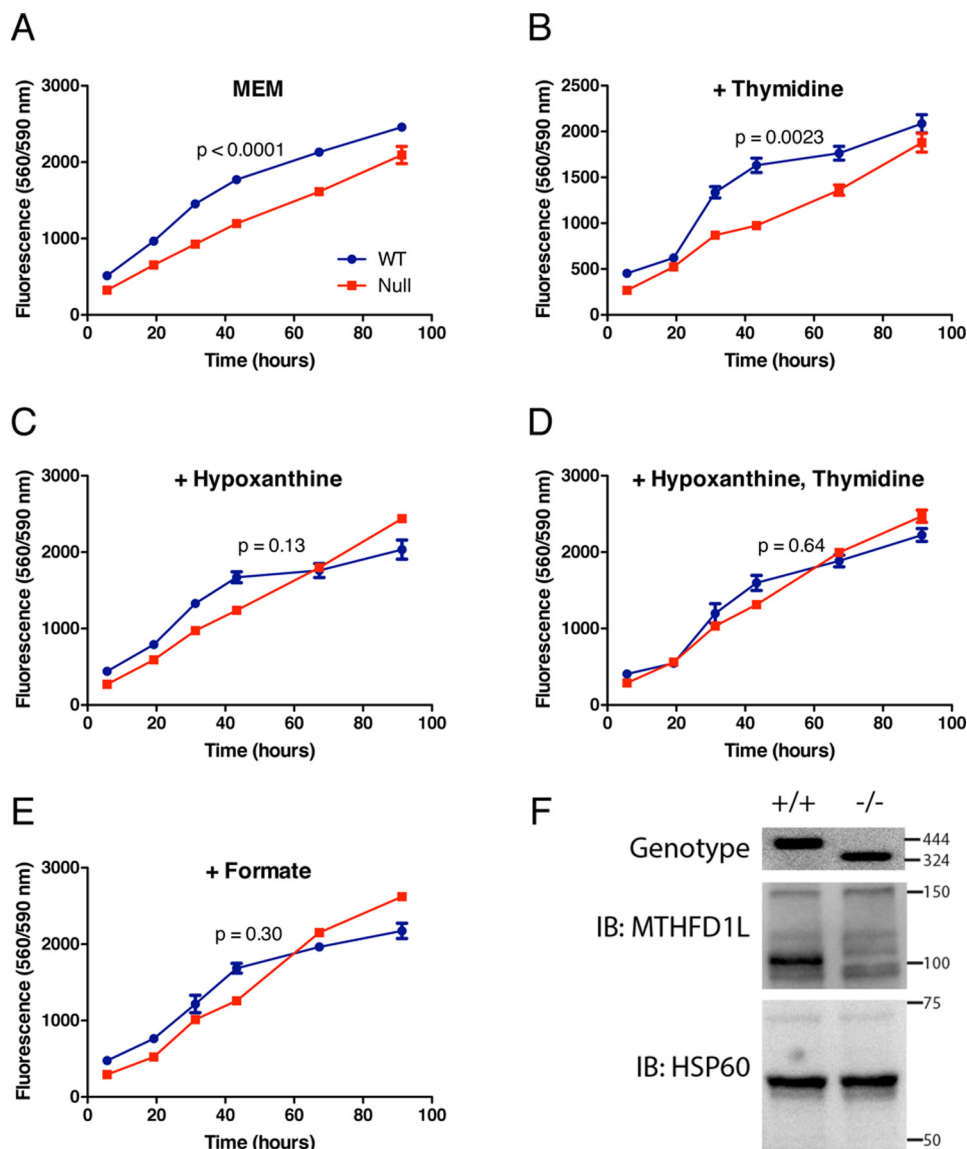 A
MEM
Fluorescence (560/590 nm)
3000
2000
1000
0
p < 0.0001
WT
Null
0 20 40 60 80 100
Time (hours)
B
+ Thymidine
Fluorescence (560/590 nm)
2500
2000
1500
1000
500
0
p = 0.0023
0 20 40 60 80 100
Time (hours)
C
+ Hypoxanthine
Fluorescence (560/590 nm)
3000
2000
1000
0
p = 0.13
0 20 40 60 80 100
Time (hours)
D
+ Hypoxanthine, Thymidine
Fluorescence (560/590 nm)
3000
2000
1000
0
p = 0.64
0 20 40 60 80 100
Time (hours)
E
+ Formate
Fluorescence (560/590 nm)
3000
2000
1000
0
p = 0.30
0 20 40 60 80 100
Time (hours)
F
+/+ -/-
Genotype
444
324
IB: MTHFD1L
150
100
IB: HSP60
75
50